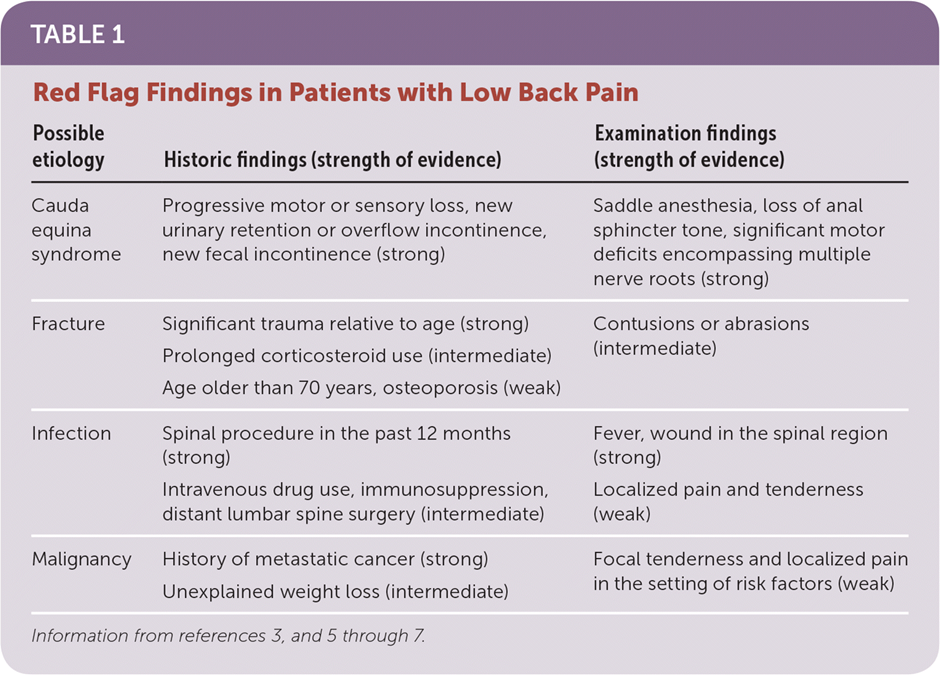 TABLE 1
Red Flag Findings in Patients with Low Back Pain
Possible etiology
Historic findings (strength of evidence)
Examination findings (strength of evidence)
Cauda equina syndrome
Progressive motor or sensory loss, new
urinary retention or overflow incontinence,
new fecal incontinence (strong)
Saddle anesthesia, loss of anal
sphincter tone, significant motor
deficits encompassing multiple
nerve roots (strong)
Fracture
Significant trauma relative to age (strong)
Prolonged corticosteroid use (intermediate)
Age older than 70 years, osteoporosis (weak)
Contusions or abrasions
(intermediate)
Infection
Spinal procedure in the past 12 months
(strong)
Intravenous drug use, immunosuppression,
distant lumbar spine surgery (intermediate)
Fever, wound in the spinal region
(strong)
Localized pain and tenderness
(weak)
Malignancy
History of metastatic cancer (strong)
Unexplained weight loss (intermediate)
Focal tenderness and localized pain
in the setting of risk factors (weak)
Information from references 3, and 5 through 7.